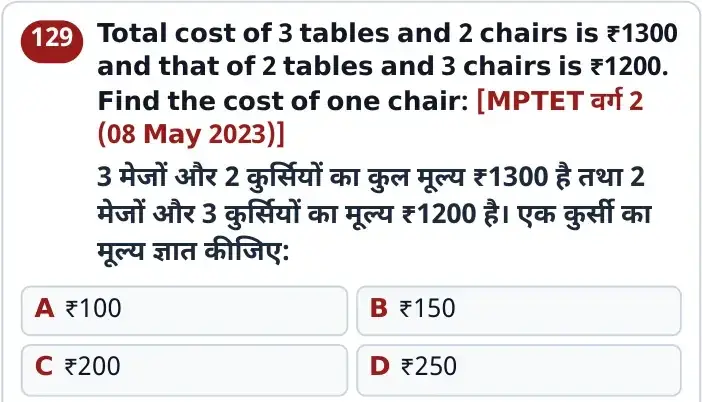 129 Total cost of 3 tables and 2 chairs is ₹1300
and that of 2 tables and 3 chairs is ₹1200.
Find the cost of one chair: [MPTET वर्ग 2
(08 May 2023)]
3 मेजों और 2 कुर्सियों का कुल मूल्य ₹1300 है तथा 2
मेजों और 3 कुर्सियों का मूल्य ₹1200 है। एक कुर्सी का
मूल्य ज्ञात कीजिए:
A ₹100
B ₹150
C ₹200
D ₹250